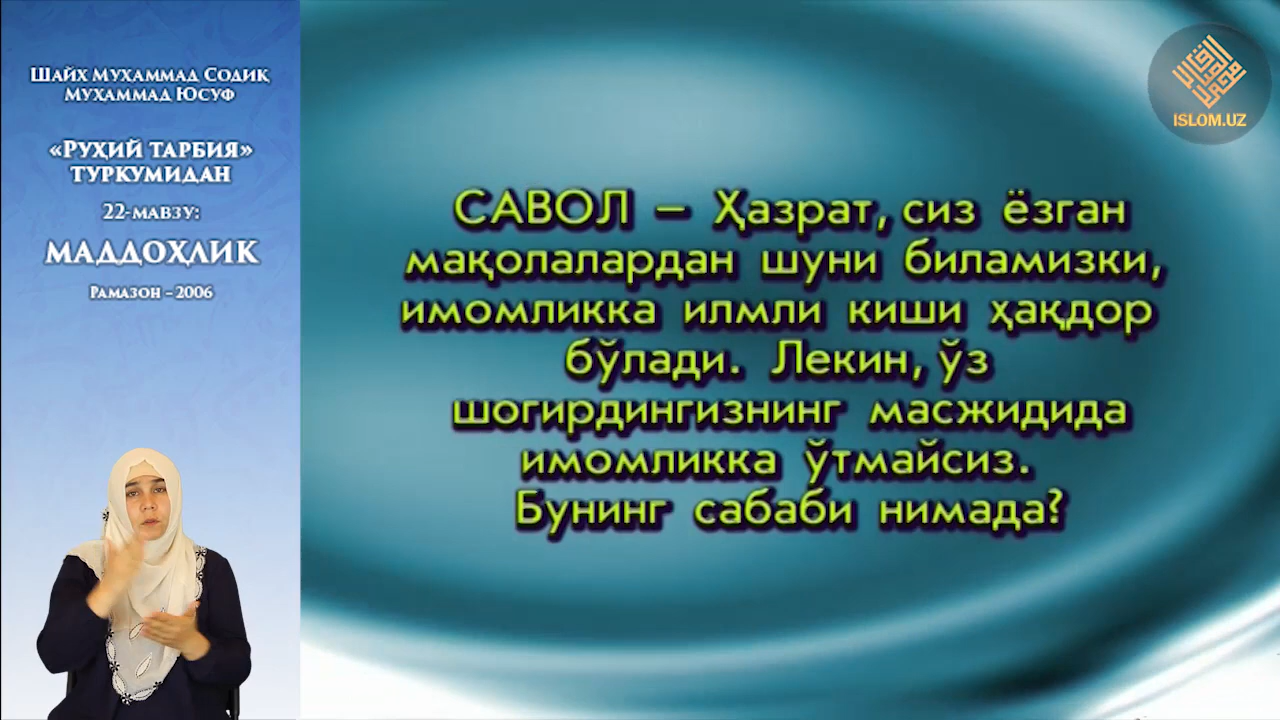 Шайх Муҳаммад Содиқ
Муҳаммад Юсуф
«Руҳий тарбия»
туркумидан
22-мавзу:
МАДДОҲЛИК
Рамазон – 2006
САВОЛ – Ҳазрат, сиз ёзган
мақолалардан шуни биламизки,
имомликка илмли киши ҳақдор
бўлади. Лекин, ўз
шогирдингизнинг масжидида
имомликка ўтмайсиз.
Бунинг сабаби нимада?
ISLOM.UZ